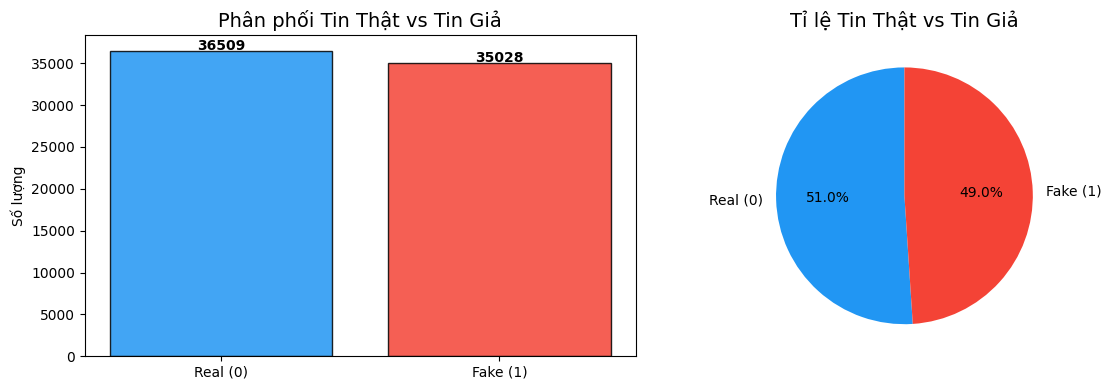 Phân phối Tin Thật vs Tin Giả
36509
35028
35000
30000
25000
20000
15000
10000
5000
0
Số lượng
Real (0)
Fake (1)
Tỉ lệ Tin Thật vs Tin Giả
Real (0)
51.0%
49.0%
Fake (1)